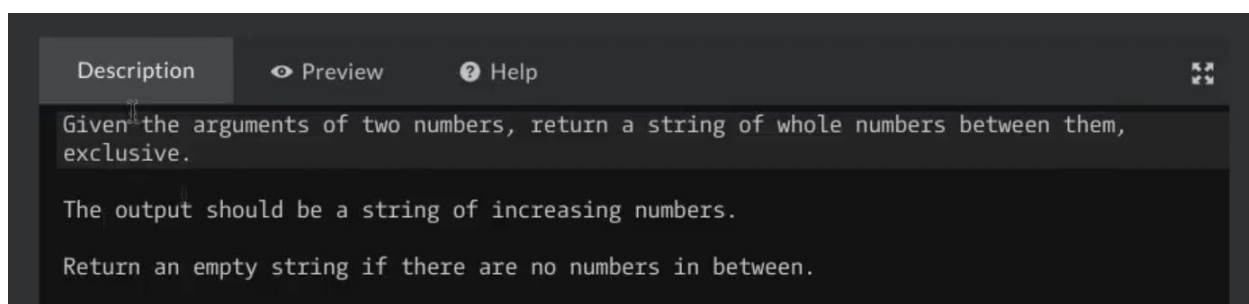 Description Preview Help
Given the arguments of two numbers, return a string of whole numbers between them,
exclusive.
The output should be a string of increasing numbers.
Return an empty string if there are no numbers in between.